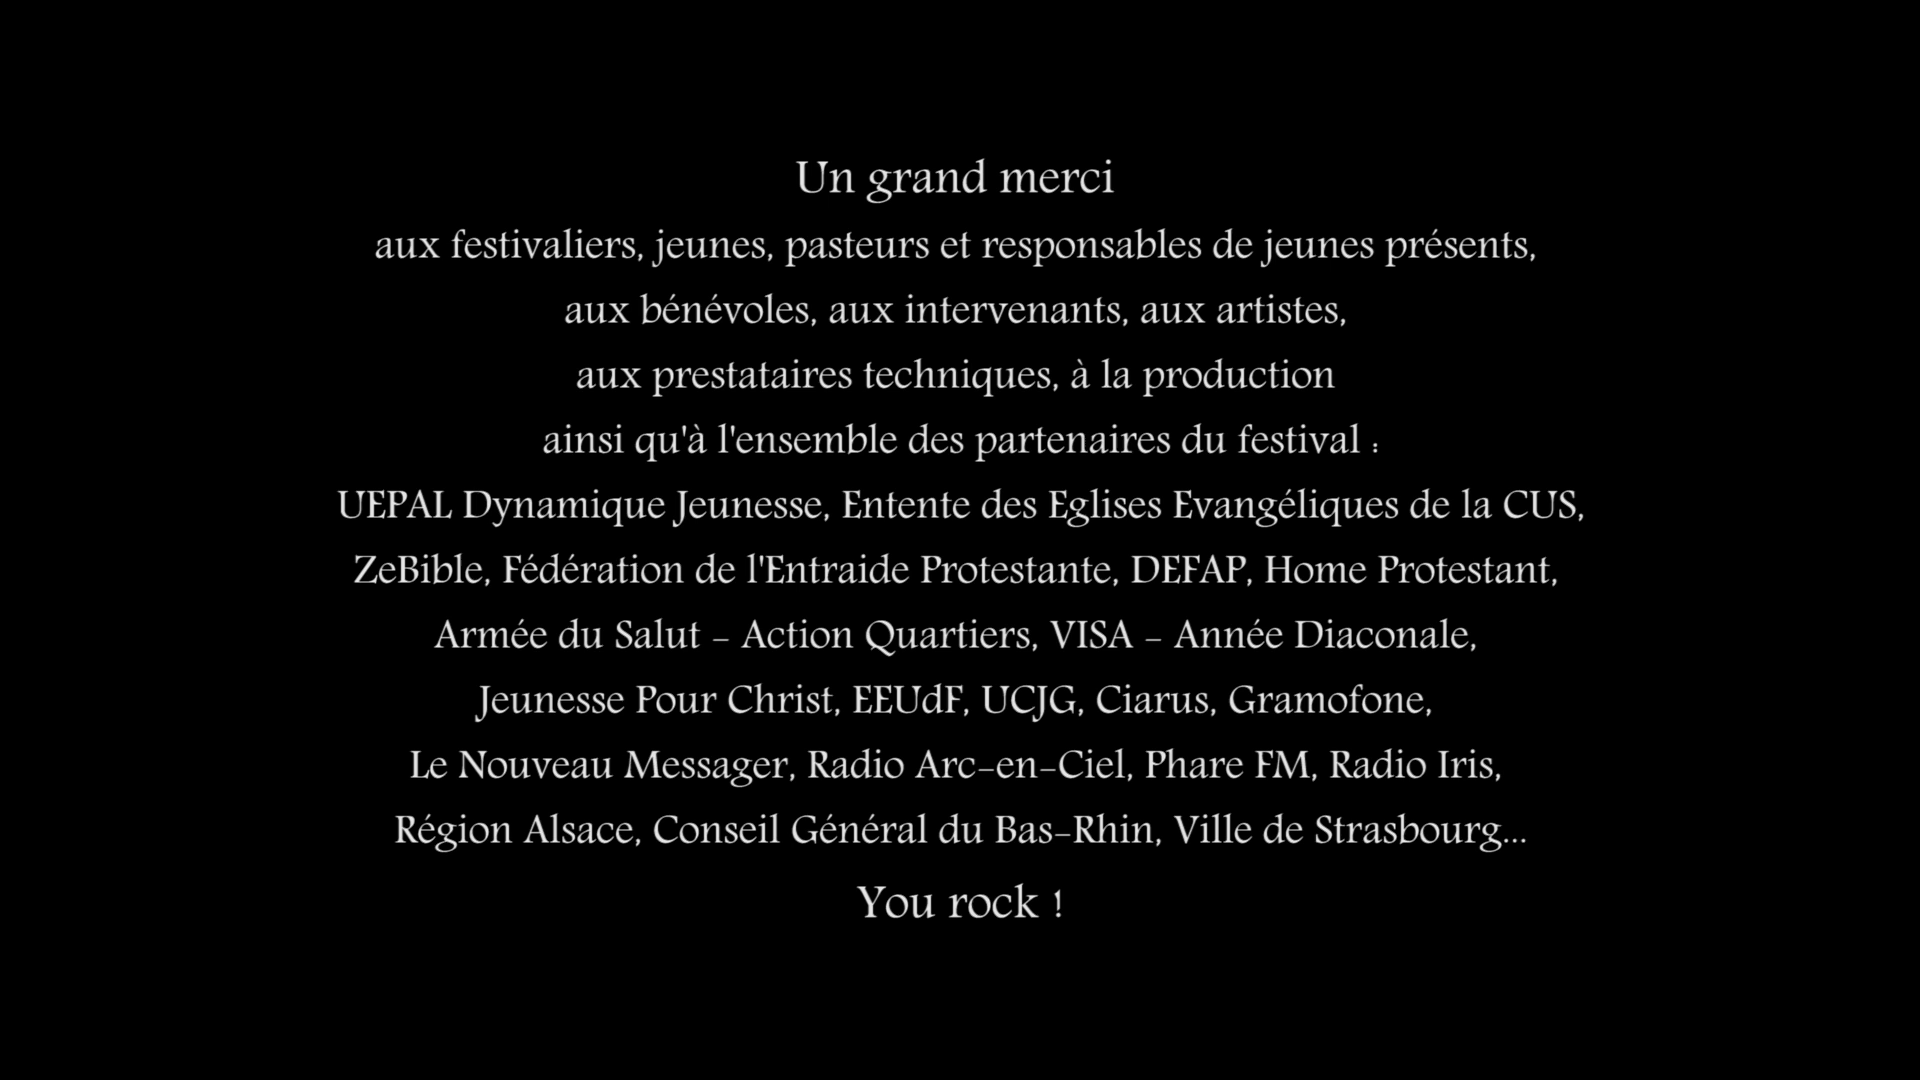 Un grand merci
aux festivaliers, jeunes, pasteurs et responsables de jeunes présents,
aux bénévoles, aux intervenants, aux artistes,
aux prestataires techniques, à la production
ainsi qu'à l'ensemble des partenaires du festival :
UEPAL Dynamique Jeunesse, Entente des Eglises Evangéliques de la CUS,
ZeBible, Fédération de l'Entraide Protestante, DEFAP, Home Protestant,
Armée du Salut - Action Quartiers, VISA - Année Diaconale,
Jeunesse Pour Christ, EEUdF, UCJG, Ciarus, Gramofone,
Le Nouveau Messager, Radio Arc-en-Ciel, Phare FM, Radio Iris,
Région Alsace, Conseil Général du Bas-Rhin, Ville de Strasbourg...
You rock !